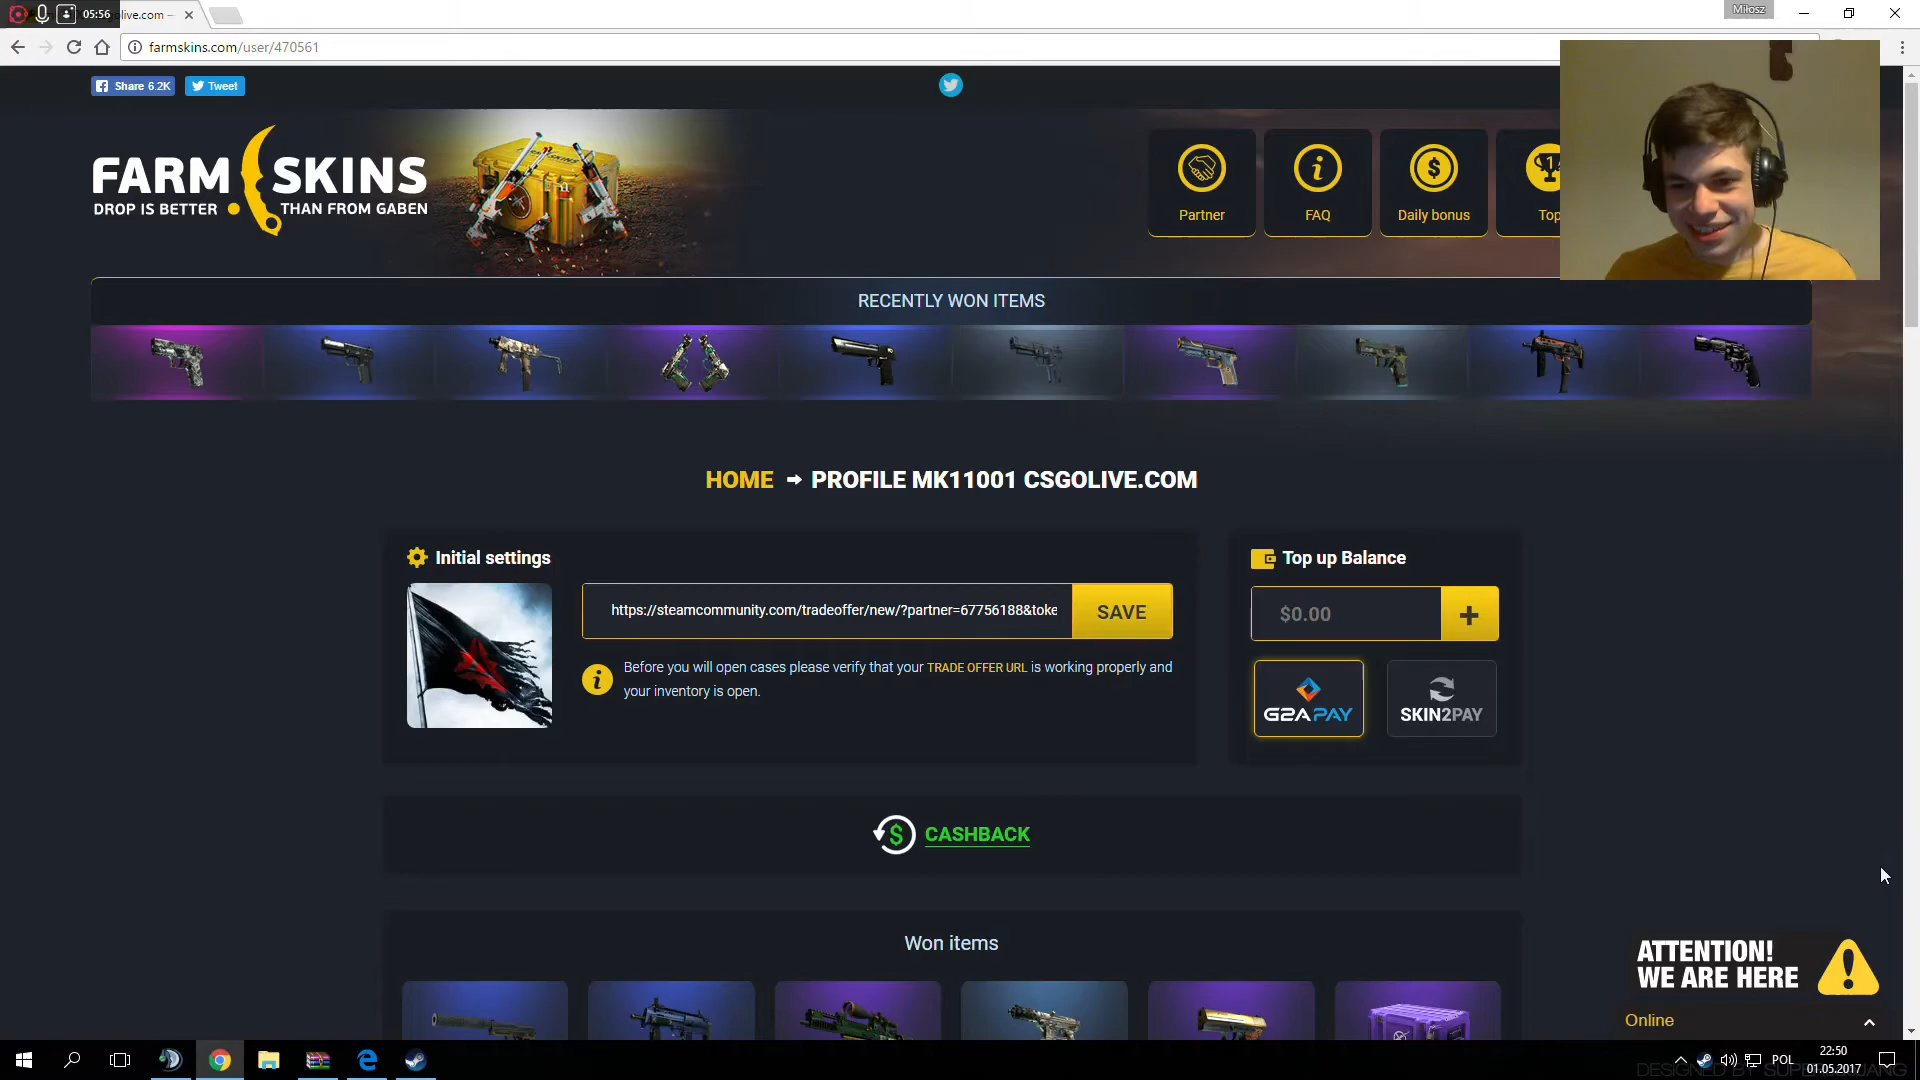 05:56
olive.com –
Miłosz
farmskins.com/user/470561
Share 6.2K
Tweet
FARM SKINS
DROP IS BETTER THAN FROM GABEN
Partner
FAQ
Daily bonus
Top
RECENTLY WON ITEMS
HOME → PROFILE MK11001 CSGOLIVE.COM
Initial settings
https://steamcommunity.com/tradeoffer/new/?partner=67756188&toke
SAVE
Before you will open cases please verify that your TRADE OFFER URL is working properly and
your inventory is open.
Top up Balance
$0.00
+
G2A PAY
SKIN2PAY
CASHBACK
Won items
ATTENTION!
WE ARE HERE
Online
POL
22:50
01.05.2017